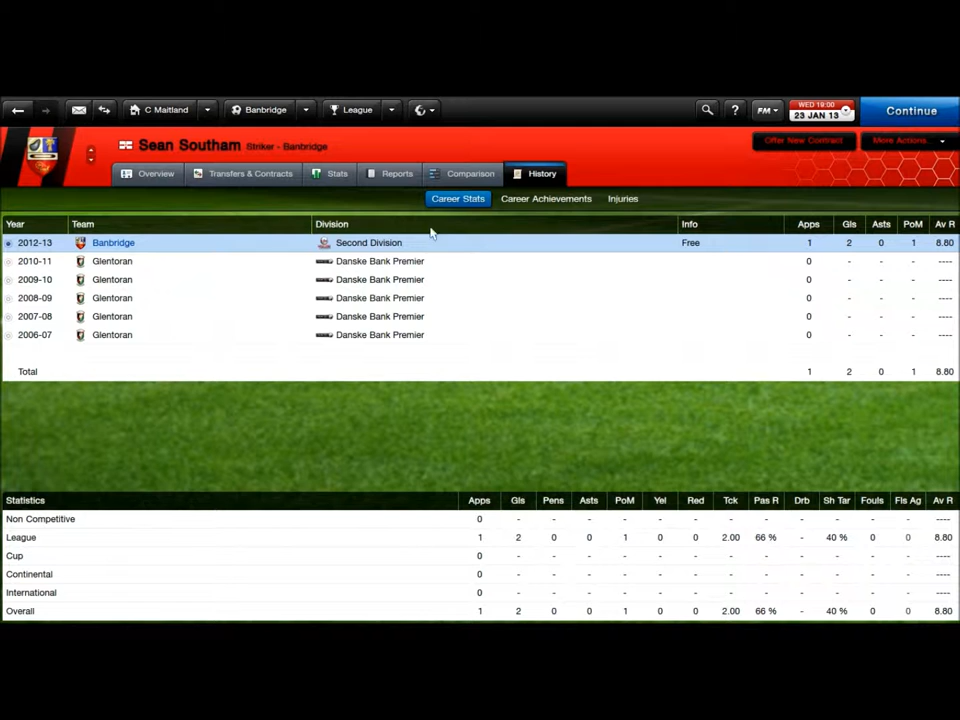 C Maitland Banbridge League ? FM WED 19:00 23 JAN 13 Continue
Sean Southam Striker - Banbridge Offer New Contract More Actions...
Overview Transfers & Contracts Stats Reports Comparison History
Career Stats Career Achievements Injuries
Year Team Division Info Apps Gls Asts PoM Av R
2012-13 Banbridge Second Division Free 1 2 0 1 8.80
2010-11 Glentoran Danske Bank Premier 0 - - - ----
2009-10 Glentoran Danske Bank Premier 0 - - - ----
2008-09 Glentoran Danske Bank Premier 0 - - - ----
2007-08 Glentoran Danske Bank Premier 0 - - - ----
2006-07 Glentoran Danske Bank Premier 0 - - - ----
Total 1 2 0 1 8.80
Statistics Apps Gls Pens Asts PoM Yel Red Tck Pas R Drb Sh Tar Fouls Fls Ag Av R
Non Competitive 0 - - - - - - - - - - - - ----
League 1 2 0 0 1 0 0 2.00 66 % - 40 % 0 0 8.80
Cup 0 - - - - - - - - - - - - ----
Continental 0 - - - - - - - - - - - - ----
International 0 - - - - - - - - - - - - ----
Overall 1 2 0 0 1 0 0 2.00 66 % - 40 % 0 0 8.80